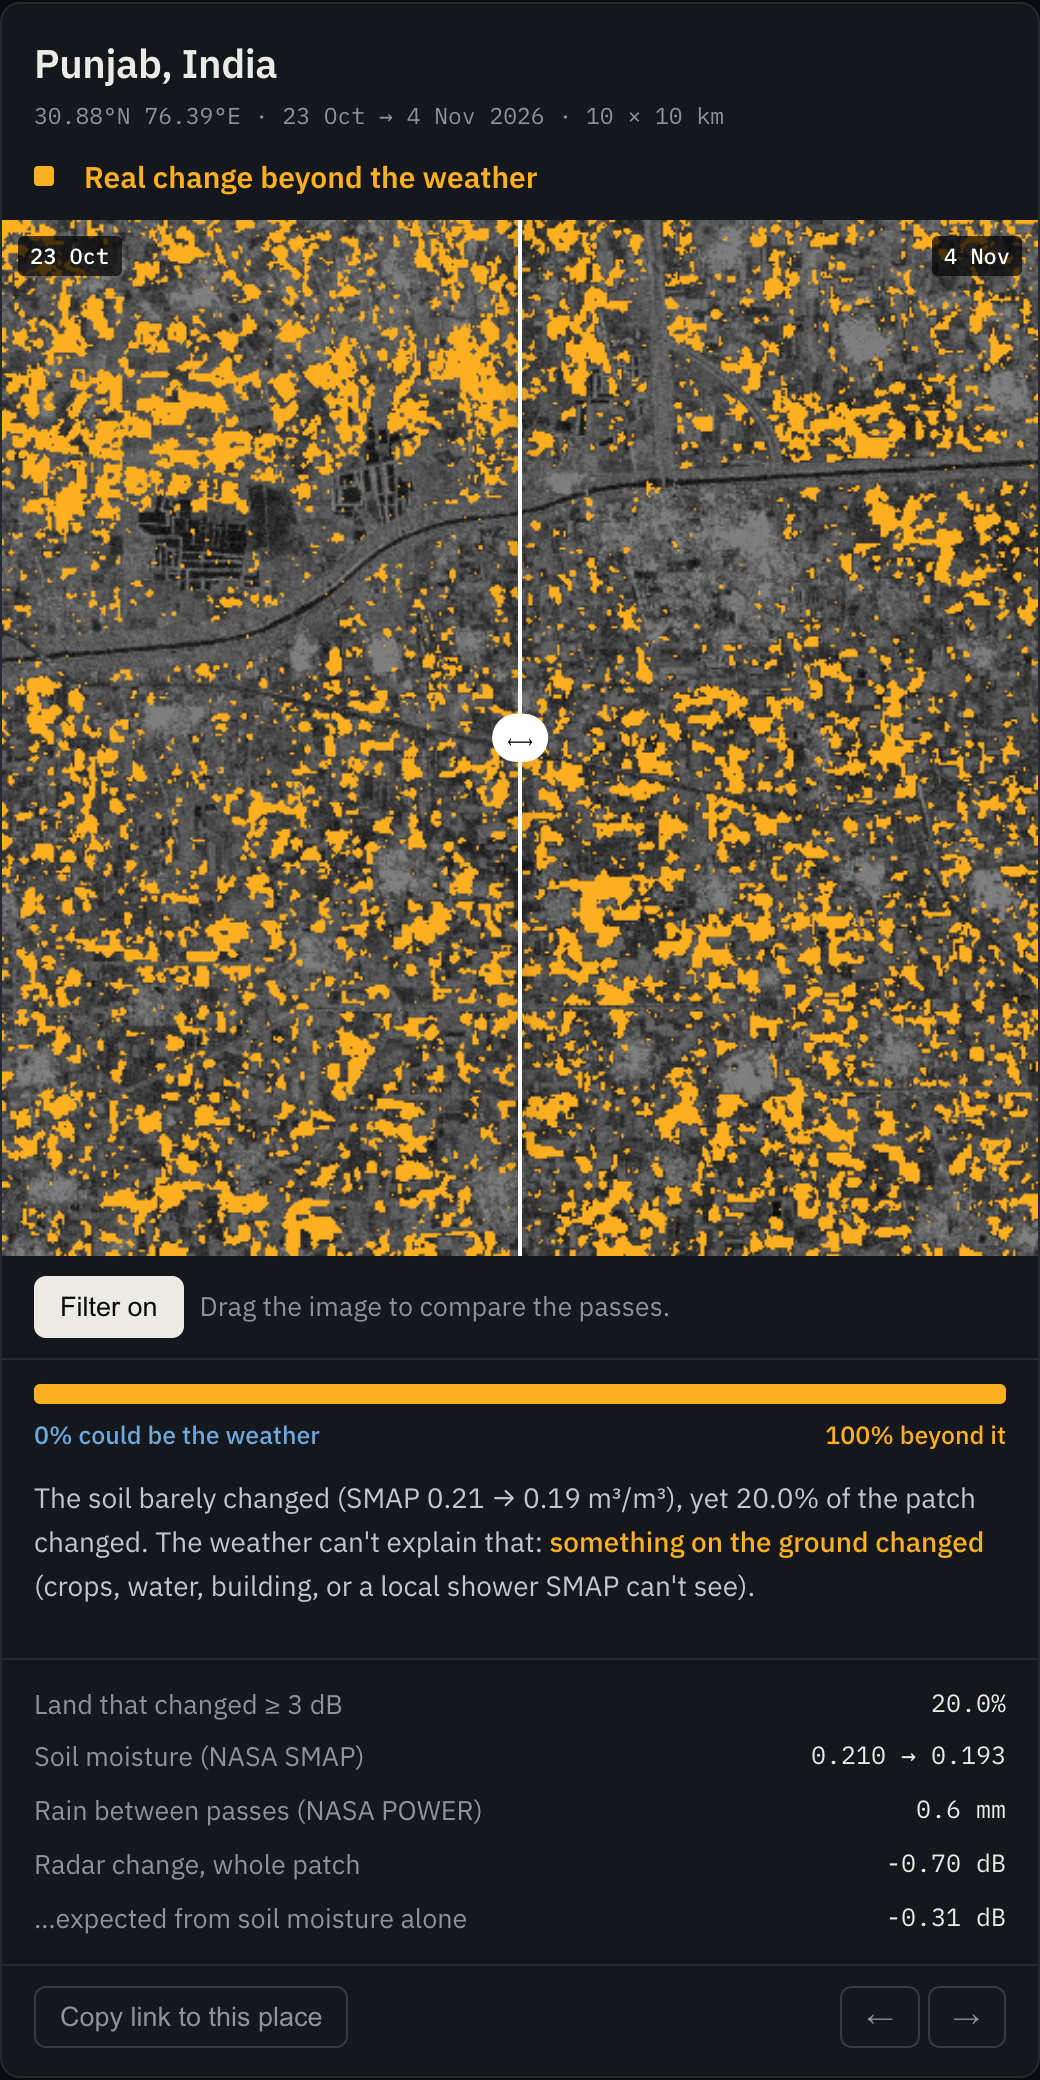 Punjab, India
30.88°N 76.39°E · 23 Oct → 4 Nov 2026 · 10 × 10 km
Real change beyond the weather
23 Oct
4 Nov
Filter on
Drag the image to compare the passes.
0% could be the weather
100% beyond it
The soil barely changed (SMAP 0.21 → 0.19 m³/m³), yet 20.0% of the patch
changed. The weather can't explain that: something on the ground changed
(crops, water, building, or a local shower SMAP can't see).
Land that changed ≥ 3 dB
20.0%
Soil moisture (NASA SMAP)
0.210 → 0.193
Rain between passes (NASA POWER)
0.6 mm
Radar change, whole patch
-0.70 dB
...expected from soil moisture alone
-0.31 dB
Copy link to this place
← →